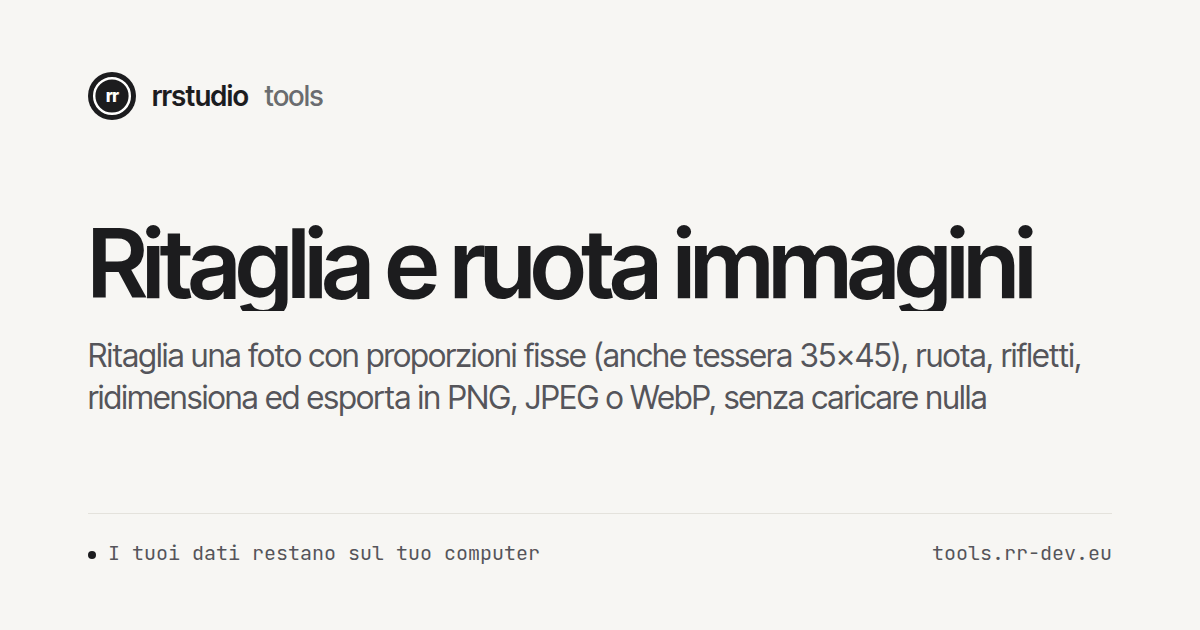 rr rrstudio tools
Ritaglia e ruota immagini
Ritaglia una foto con proporzioni fisse (anche tessera 35×45), ruota, rifletti,
ridimensiona ed esporta in PNG, JPEG o WebP, senza caricare nulla
I tuoi dati restano sul tuo computer
tools.rr-dev.eu